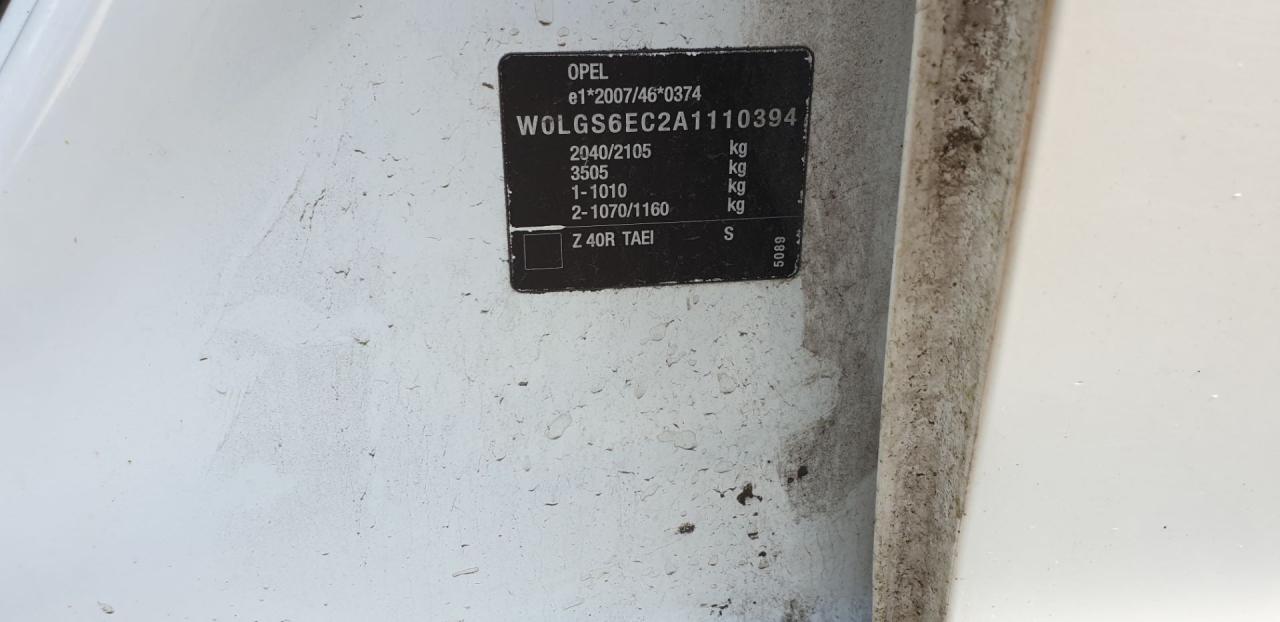 OPEL
e1*2007/46*0374
W0LGS6EC2A1110394
2040/2105 kg
3505 kg
1-1010 kg
2-1070/1160 kg
Z 40R TAEI S
5089